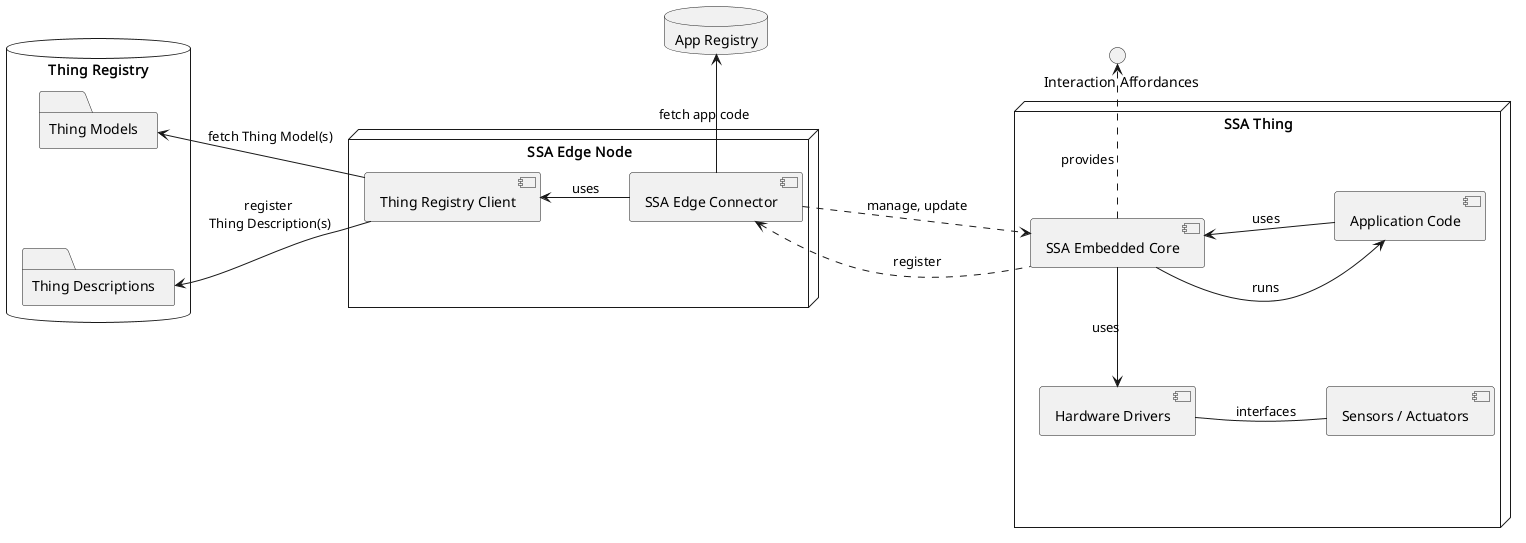 App Registry
Thing Registry
Thing Models
fetch Thing Model(s)
register
Thing Description(s)
Thing Descriptions
SSA Edge Node
Thing Registry Client
uses
SSA Edge Connector
fetch app code
manage, update
register
Interaction Affordances
SSA Thing
provides
SSA Embedded Core
uses
Application Code
runs
uses
Hardware Drivers
interfaces
Sensors / Actuators